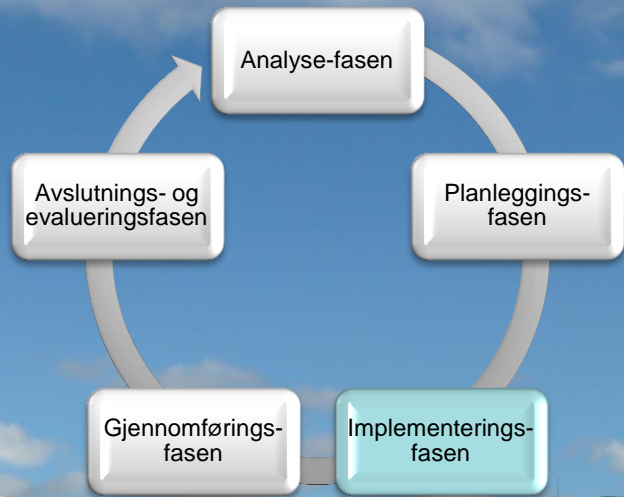 Analyse-fasen
Planleggings-
fasen
Implementerings-
fasen
Gjennomførings-
fasen
Avslutnings- og
evalueringsfasen